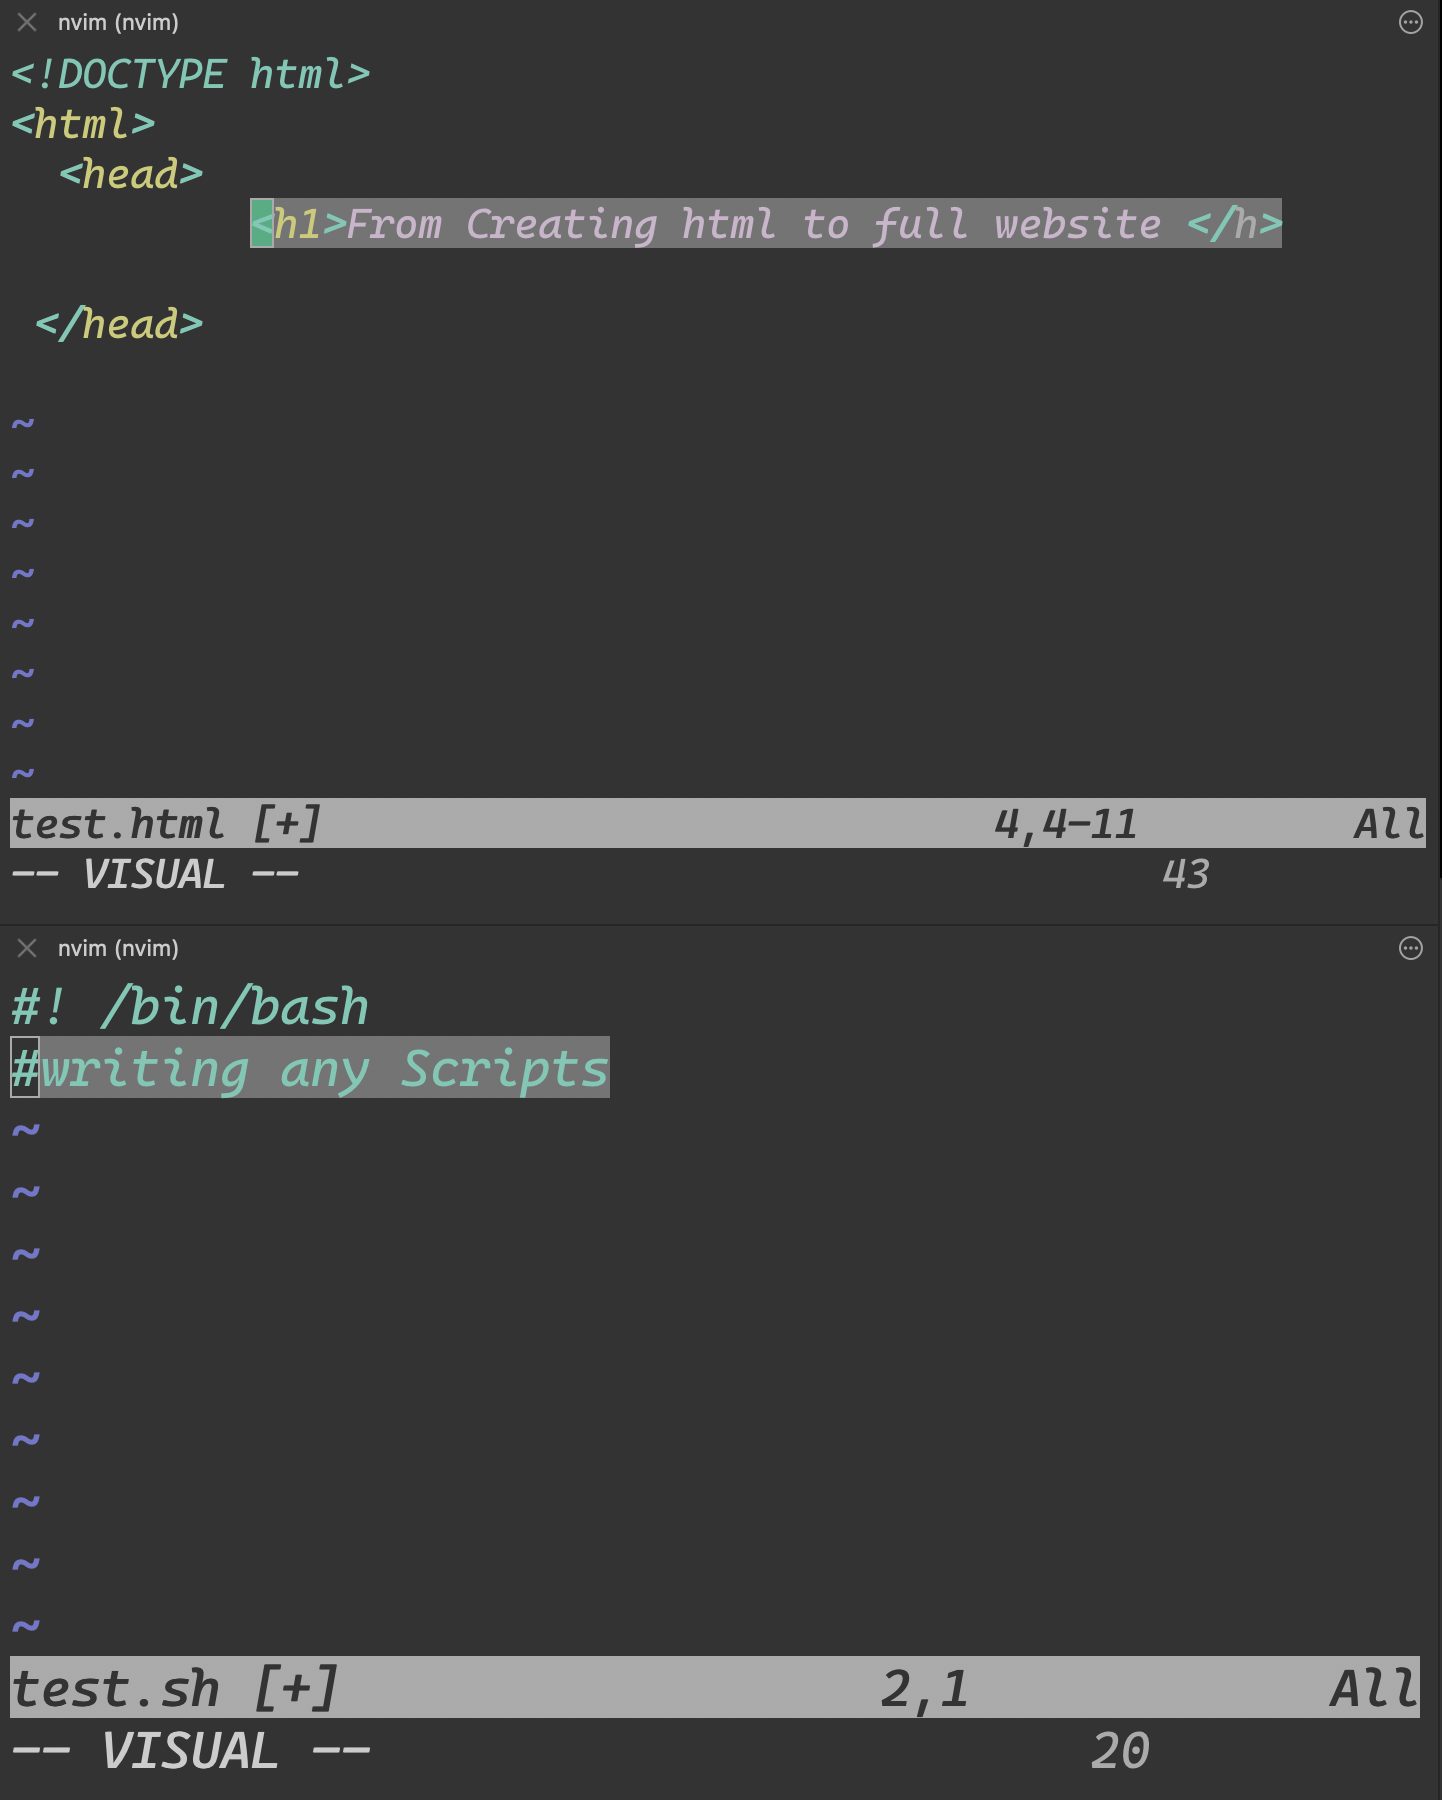 nvim (nvim)
<!DOCTYPE html>
<html>
<head>
<h1>From Creating html to full website </h>
</head>
~
~
~
~
~
~
~
~
test.html [+] 4,4-11 All
-- VISUAL -- 43
nvim (nvim)
#! /bin/bash
#writing any Scripts
~
~
~
~
~
~
~
~
~
test.sh [+] 2,1 All
-- VISUAL -- 20